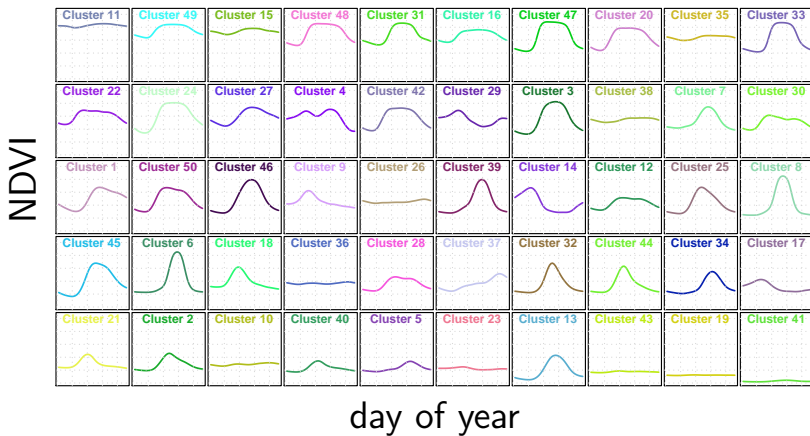 Cluster 11 Cluster 49 Cluster 15 Cluster 48 Cluster 31 Cluster 16 Cluster 47 Cluster 20 Cluster 35 Cluster 33
Cluster 22 Cluster 24 Cluster 27 Cluster 4 Cluster 42 Cluster 29 Cluster 3 Cluster 38 Cluster 7 Cluster 30
NDVI
Cluster 1 Cluster 50 Cluster 46 Cluster 9 Cluster 26 Cluster 39 Cluster 14 Cluster 12 Cluster 25 Cluster 8
Cluster 45 Cluster 6 Cluster 18 Cluster 36 Cluster 28 Cluster 37 Cluster 32 Cluster 44 Cluster 34 Cluster 17
Cluster 21 Cluster 2 Cluster 10 Cluster 40 Cluster 5 Cluster 23 Cluster 13 Cluster 43 Cluster 19 Cluster 41
day of year